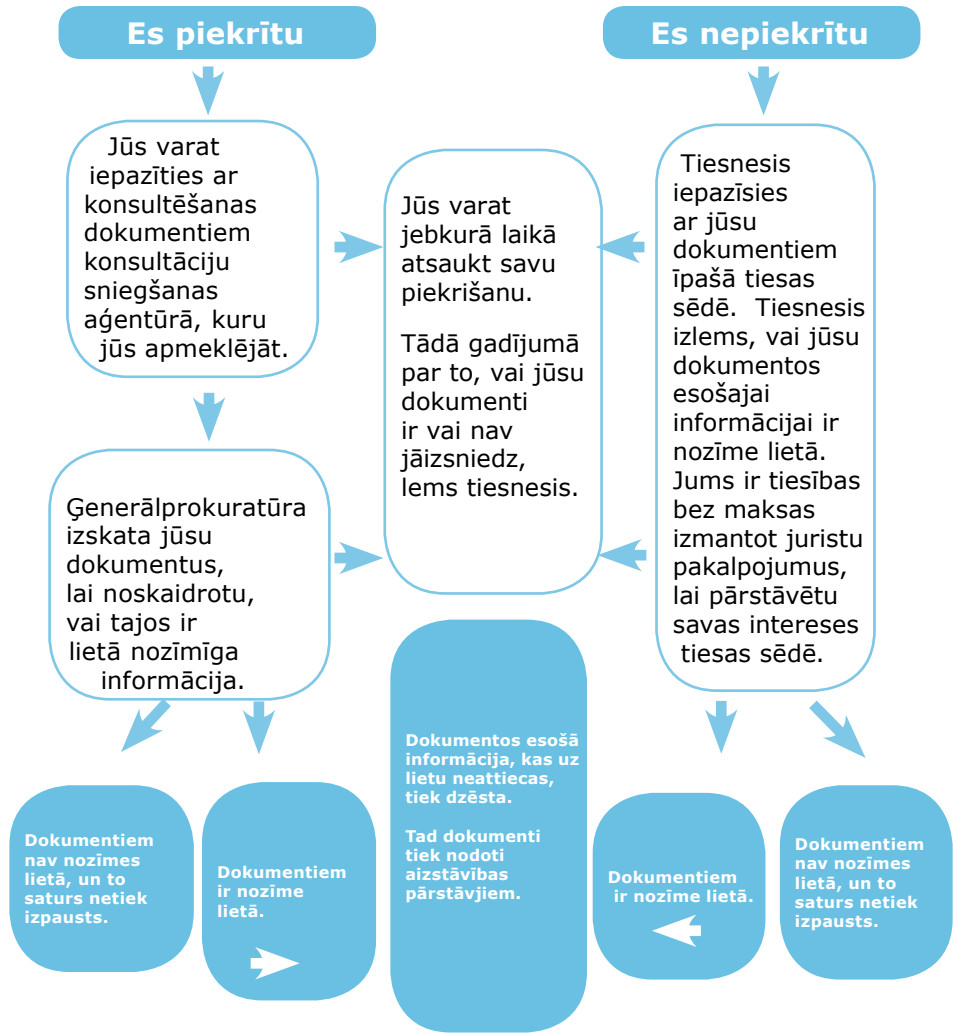 Es piekrītu
Es nepiekrītu
Jūs varat
iepazīties ar
konsultēšanas
dokumentiem
konsultāciju
sniegšanas
aģentūrā, kuru
jūs apmeklējāt.
Jūs varat
jebkurā laikā
atsaukt savu
piekrišanu.
Tādā gadījumā
par to, vai jūsu
dokumenti
ir vai nav
jāizsniedz,
lems tiesnesis.
Tiesnesis
iepazīsies
ar jūsu
dokumentiem
īpašā tiesas
sēdē. Tiesnesis
izlems, vai jūsu
dokumentos
esošajai
informācijai ir
nozīme lietā.
Jums ir tiesības
bez maksas
izmantot juristu
pakalpojumus,
lai pārstāvētu
savas intereses
tiesas sēdē.
Ģenerālprokuratūra
izskata jūsu
dokumentus,
lai noskaidrotu,
vai tajos ir
lietā nozīmīga
informācija.
Dokumentiem
nav nozīmes
lietā, un to
saturs netiek
izpausts.
Dokumentiem
ir nozīme
lietā.
Dokumentos esošā
informācija, kas uz
lietu neattiecas,
tiek dzēsta.
Tad dokumenti
tiek nodoti
aizstāvības
pārstāvjiem.
Dokumentiem
ir nozīme lietā.
Dokumentiem
nav nozīmes
lietā, un to
saturs netiek
izpausts.